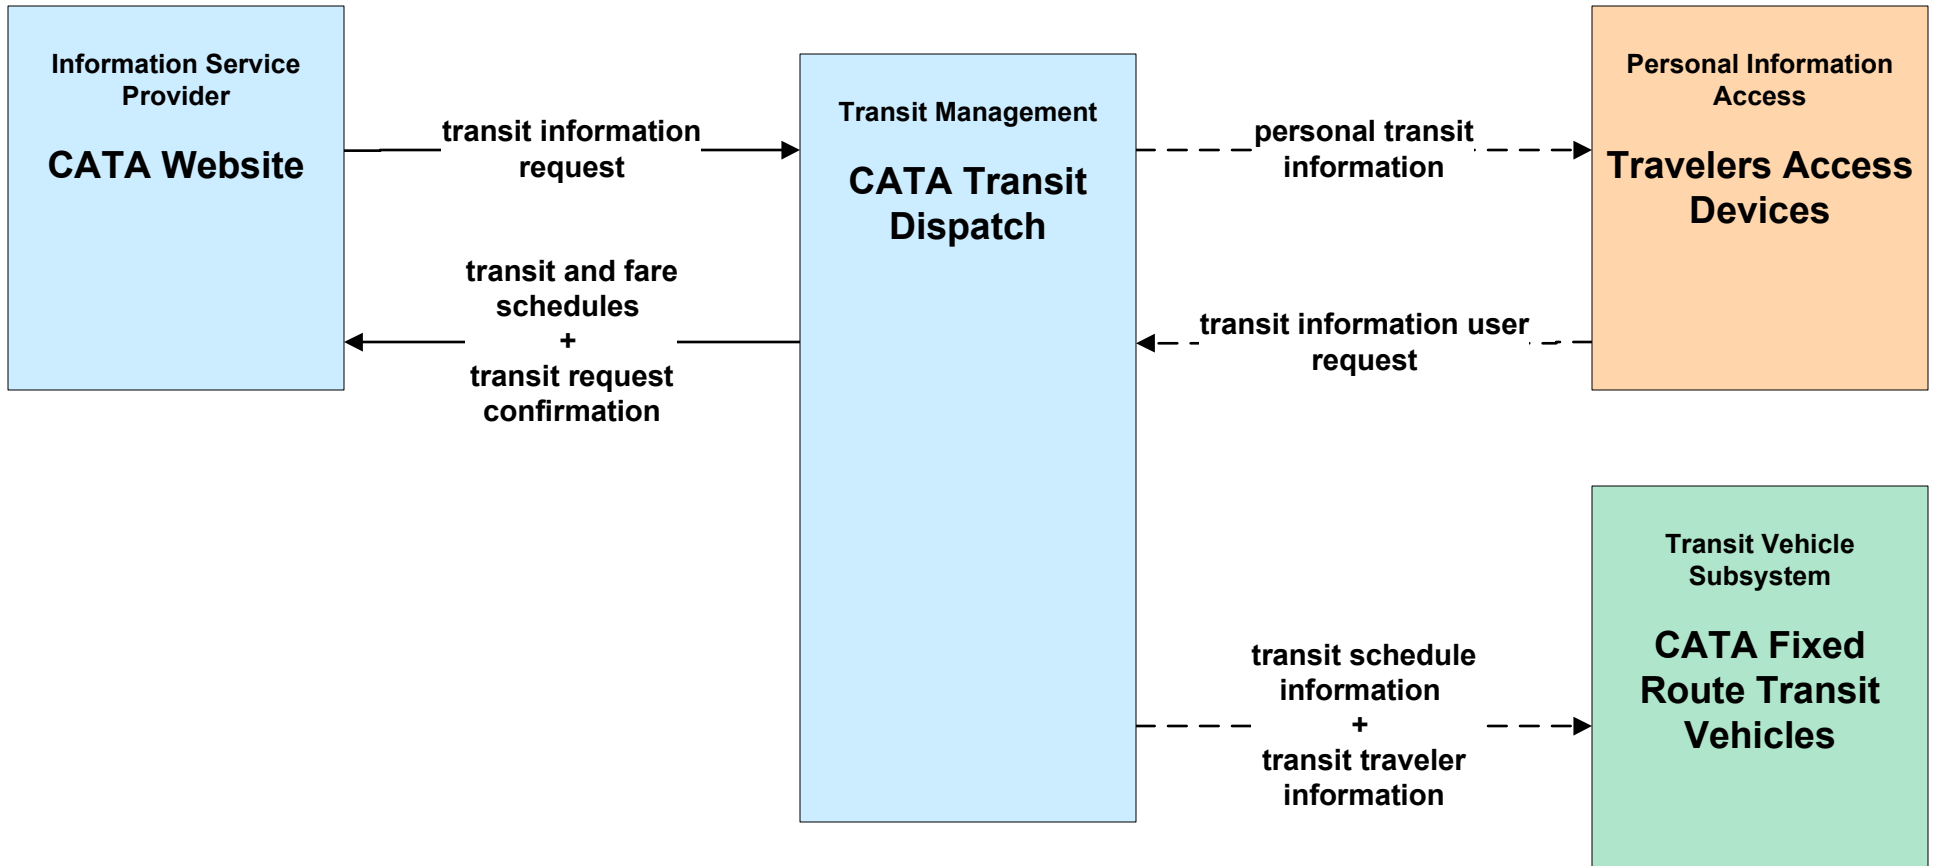 Information Service
Provider
CATA Website
transit information
request
transit and fare
schedules
+
transit request
confirmation
Transit Management
CATA Transit
Dispatch
personal transit
information
transit information user
request
transit schedule
information
+
transit traveler
information
Personal Information
Access
Travelers Access
Devices
Transit Vehicle
Subsystem
CATA Fixed
Route Transit
Vehicles